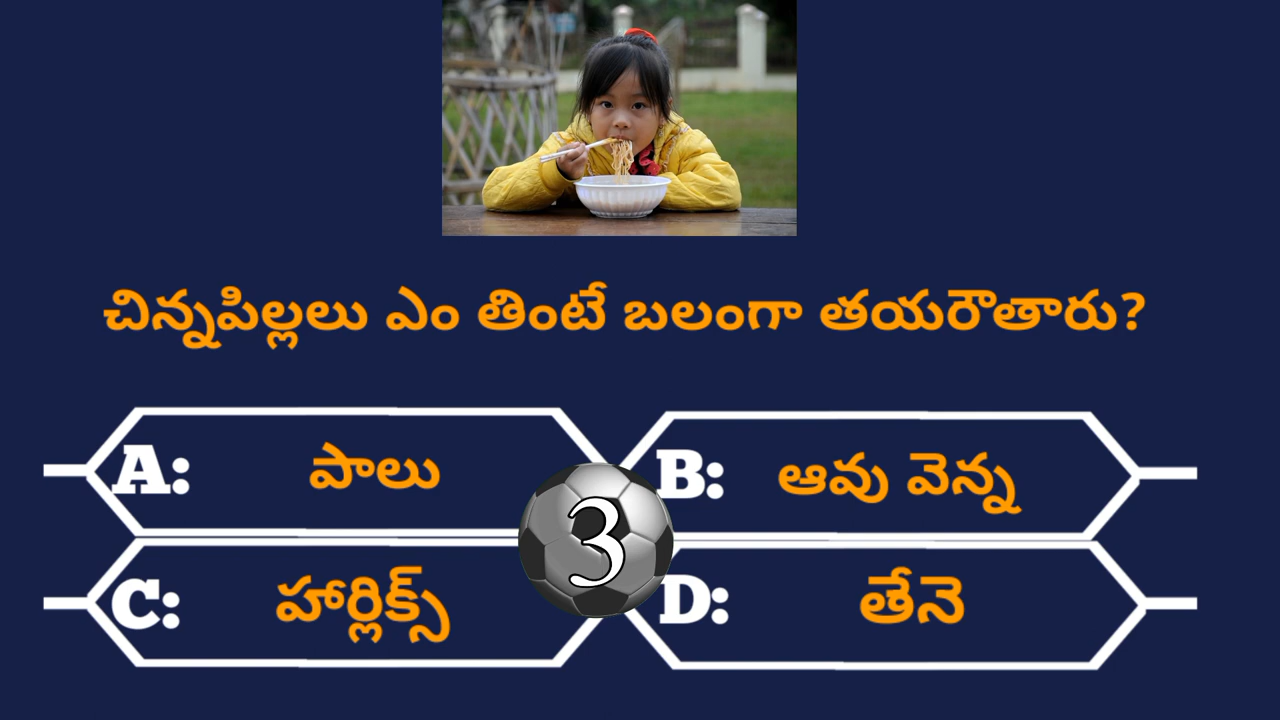 చిన్నపిల్లలు ఎం తింటే బలంగా తయరౌతారు?
A: పాలు
B: ఆవు వెన్న
3
C: హార్లిక్స్
D: తేనె